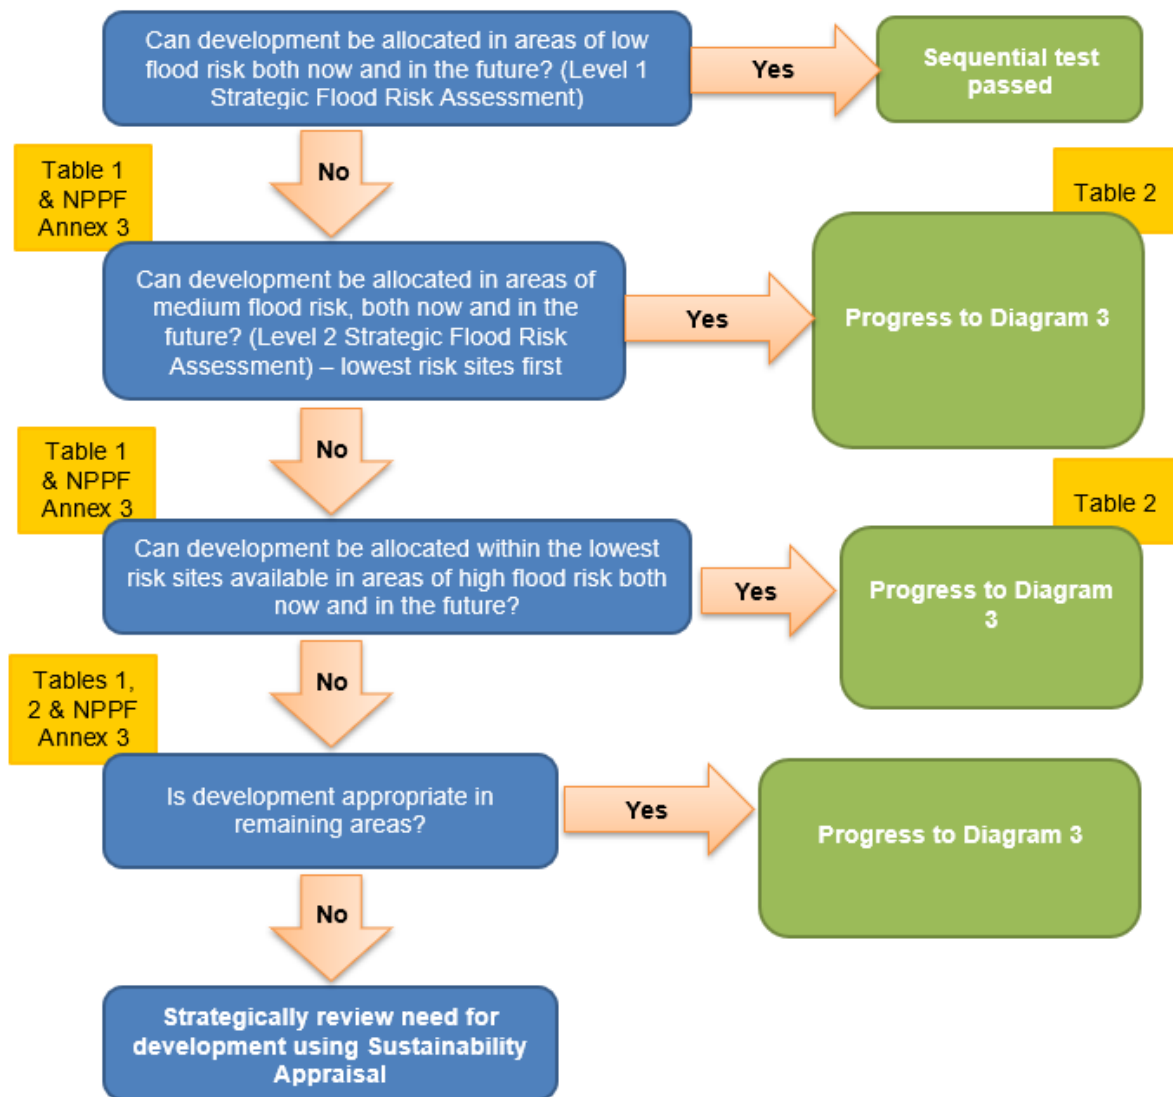 Can development be allocated in areas of low
flood risk both now and in the future? (Level 1
Strategic Flood Risk Assessment)
Yes
Sequential test
passed
No
Table 1
& NPPF
Annex 3
Table 2
Can development be allocated in areas of
medium flood risk, both now and in the
future? (Level 2 Strategic Flood Risk
Assessment) – lowest risk sites first
Yes
Progress to Diagram 3
No
Table 1
& NPPF
Annex 3
Table 2
Can development be allocated within the lowest
risk sites available in areas of high flood risk both
now and in the future?
Yes
Progress to Diagram
3
No
Tables 1,
2 & NPPF
Annex 3
Is development appropriate in
remaining areas?
Yes
Progress to Diagram 3
No
Strategically review need for
development using Sustainability
Appraisal